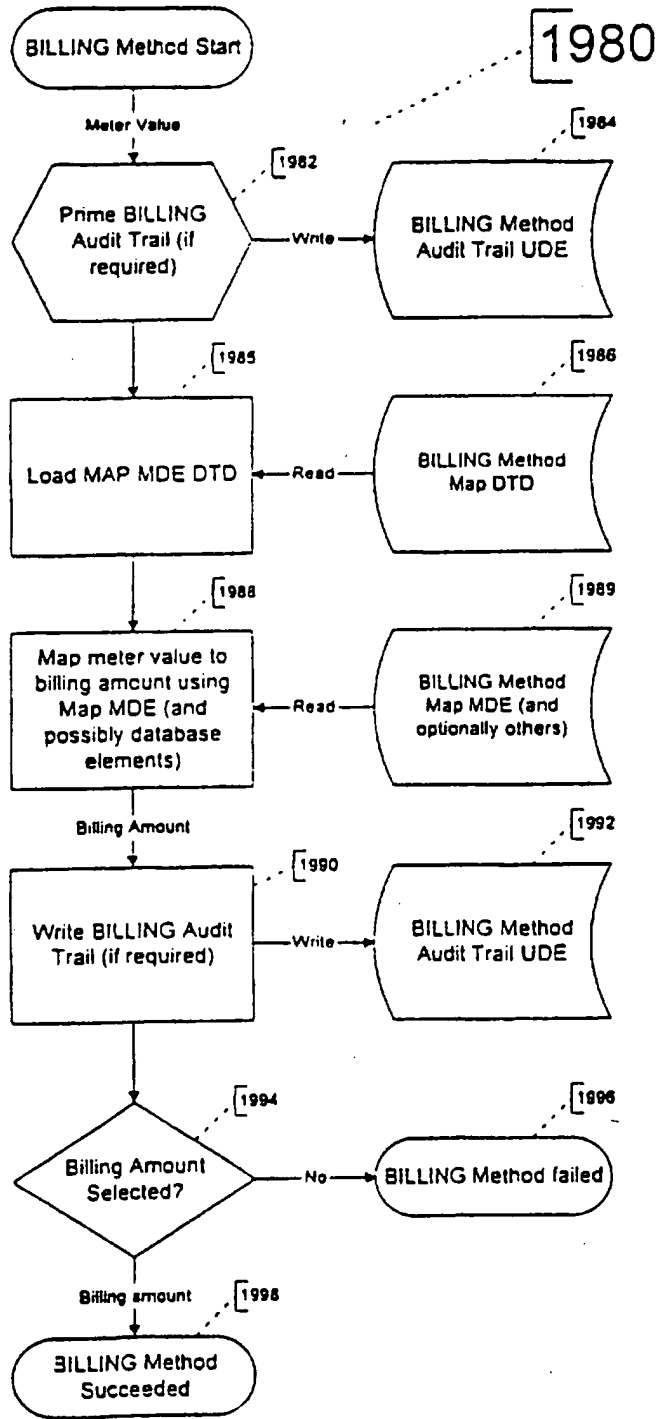 BILLING Method Start
1980
Meter Value
1982
1984
Prime BILLING
Audit Trail (if
required)
Write
BILLING Method
Audit Trail UDE
1985
1986
Load MAP MDE DTD
Read
BILLING Method
Map DTD
1988
1989
Map meter value to
billing amount using
Map MDE (and
possibly database
elements)
Read
BILLING Method
Map MDE (and
optionally others)
Billing Amount
1990
1992
Write BILLING Audit
Trail (if required)
Write
BILLING Method
Audit Trail UDE
1994
1996
Billing Amount
Selected?
No
BILLING Method failed
Billing amount
1998
BILLING Method
Succeeded